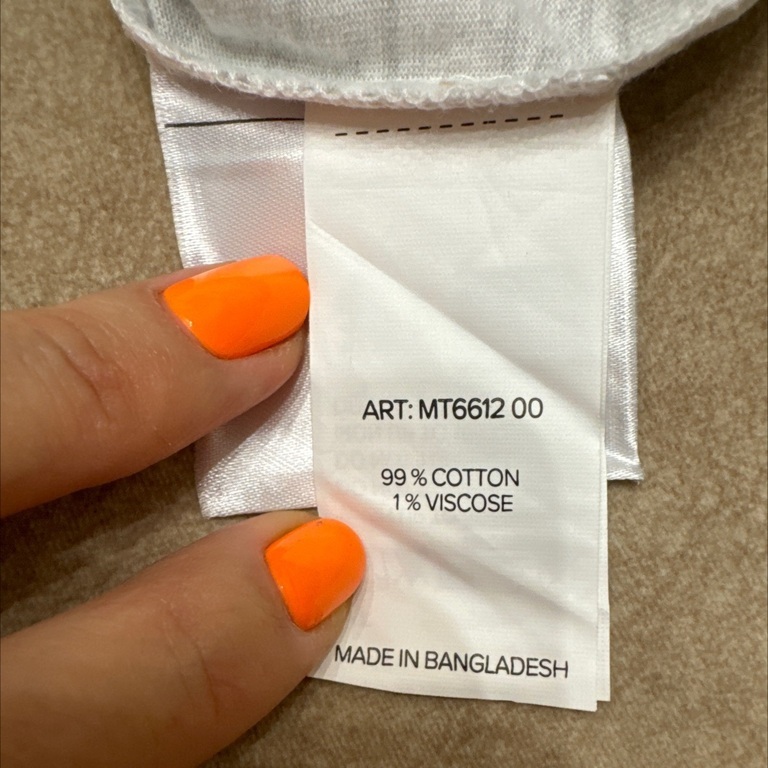 ART: MT6612 00
99 % COTTON
1 % VISCOSE
MADE IN BANGLADESH